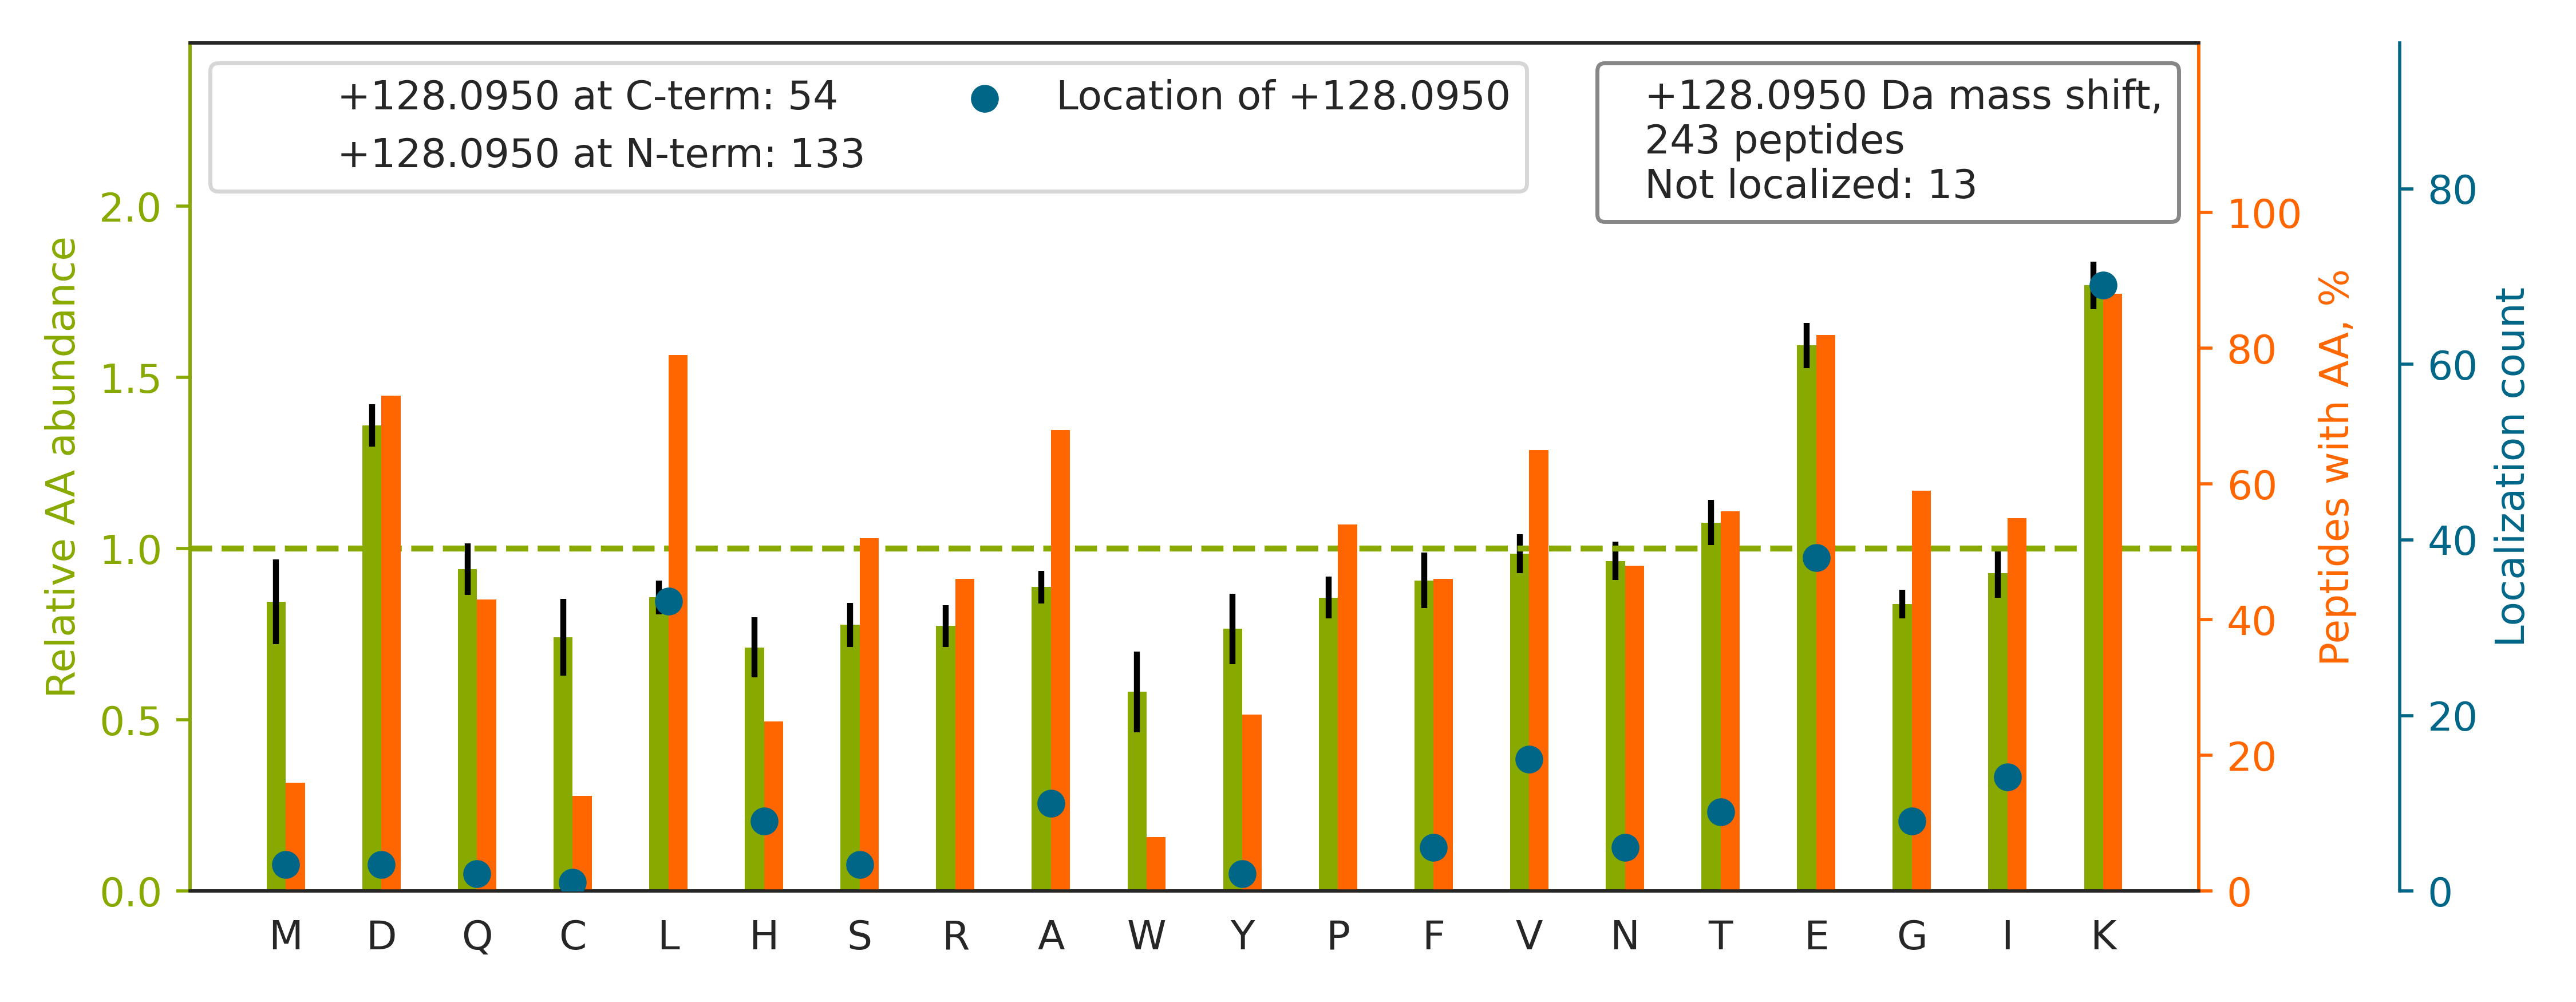 +128.0950 at C-term: 54
+128.0950 at N-term: 133
Location of +128.0950
+128.0950 Da mass shift,
243 peptides
Not localized: 13
Relative AA abundance
2.0
1.5
1.0
0.5
0.0
M D Q C L H S R A W Y P F V N T E G I K
100
80
60
40
20
0
Peptides with AA, %
80
60
40
20
0
Localization count